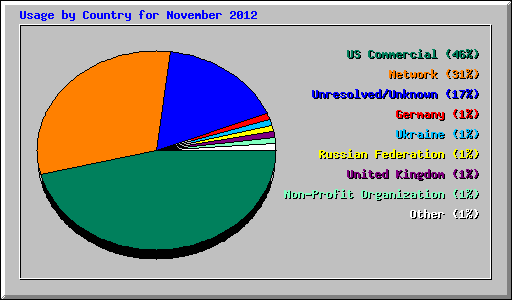 Usage by Country for November 2012
US Commercial (46%)
Network (31%)
Unresolved/Unknown (17%)
Germany (1%)
Ukraine (1%)
Russian Federation (1%)
United Kingdom (1%)
Non-Profit Organization (1%)
Other (1%)